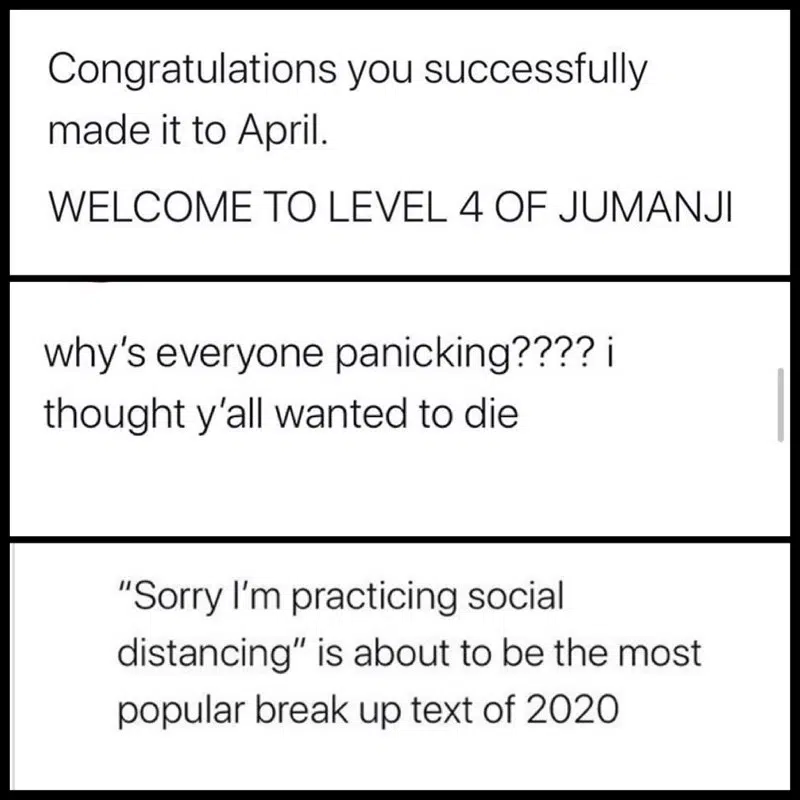 Congratulations you successfully
made it to April.
WELCOME TO LEVEL 4 OF JUMANJI
why's everyone panicking???? i
thought y'all wanted to die
"Sorry I'm practicing social
distancing" is about to be the most
popular break up text of 2020